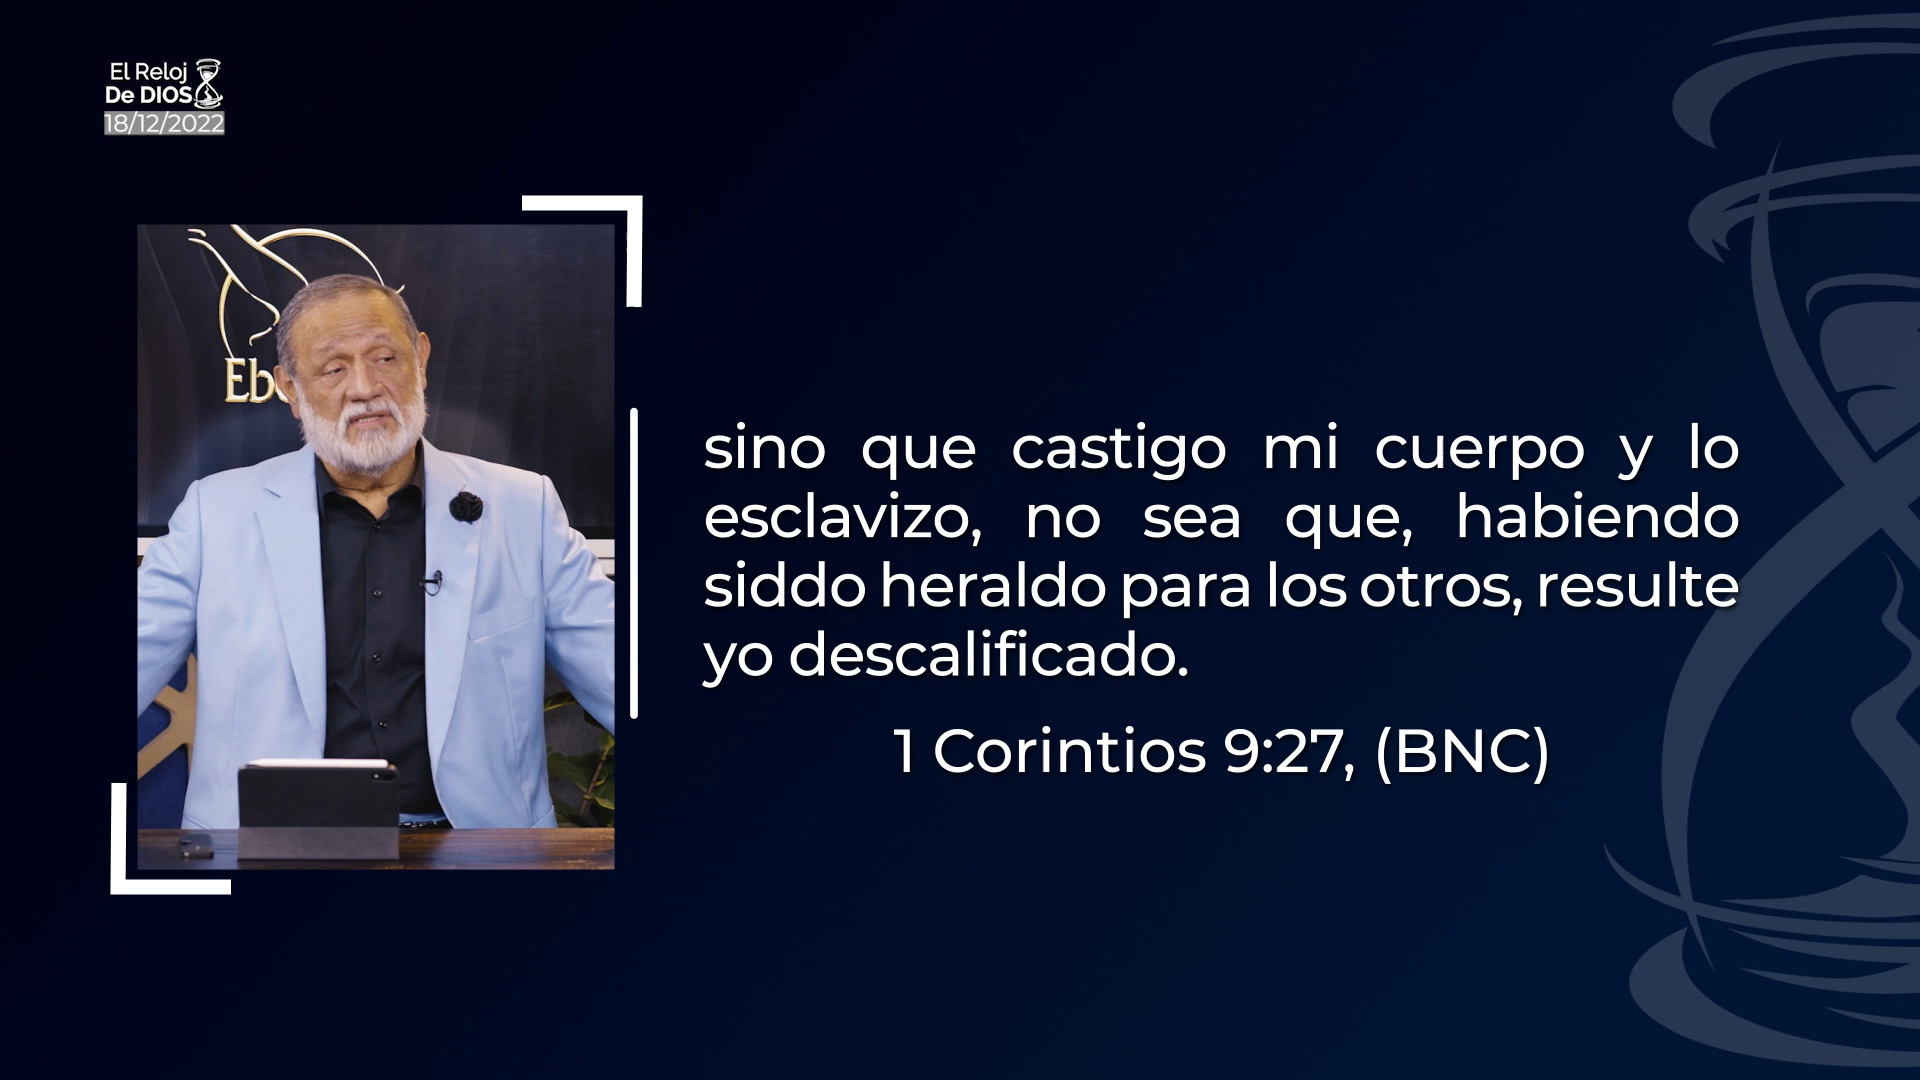 El Reloj
De DIOS
18/12/2022
Eb
sino que castigo mi cuerpo y lo
esclavizo, no sea que, habiendo
siddo heraldo para los otros, resulte
yo descalificado.
1 Corintios 9:27, (BNC)